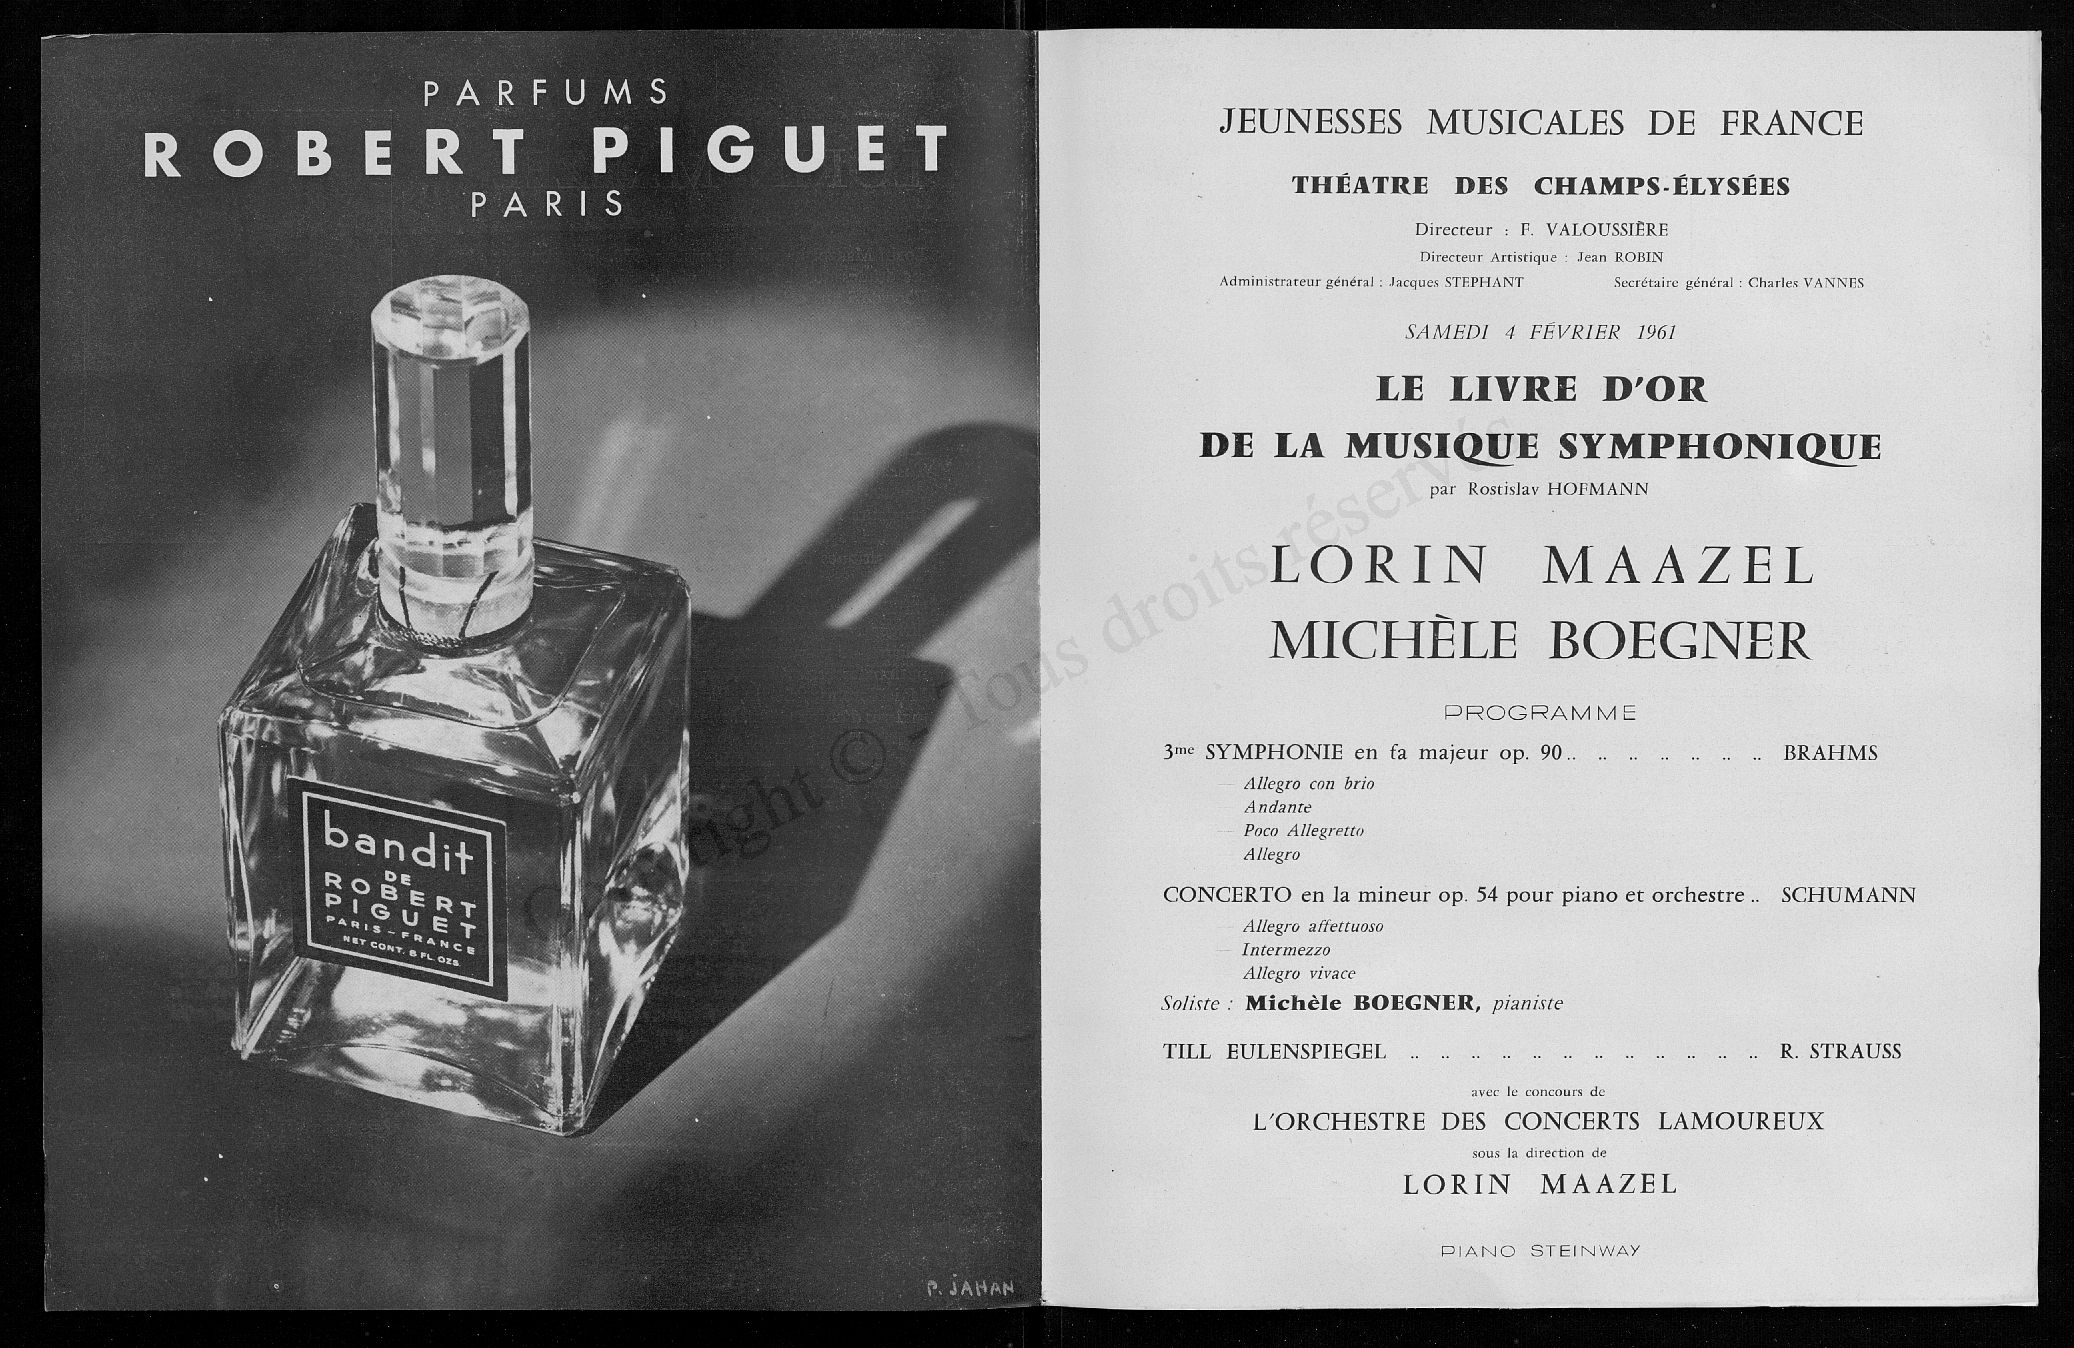 PARFUMS
ROBERT PIGUET
PARIS
bandit
DE
ROBERT
PIGUET
PARIS-FRANCE
NET CONT. 8 FL. OZS
P. JAHAN
JEUNESSES MUSICALES DE FRANCE
THÉATRE DES CHAMPS-ÉLYSÉES
Directeur : F. VALOUSSIÈRE
Directeur Artistique : Jean ROBIN
Administrateur général : Jacques STEPHANT Secrétaire général : Charles VANNES
SAMEDI 4 FÉVRIER 1961
LE LIVRE D'OR
DE LA MUSIQUE SYMPHONIQUE
par Rostislav HOFMANN
LORIN MAAZEL
MICHÈLE BOEGNER
PROGRAMME
3me SYMPHONIE en fa majeur op. 90 .. .. .. .. .. .. .. BRAHMS
Allegro con brio
Andante
Poco Allegretto
Allegro
CONCERTO en la mineur op. 54 pour piano et orchestre .. SCHUMANN
Allegro affettuoso
Intermezzo
Allegro vivace
Soliste : Michèle BOEGNER, pianiste
TILL EULENSPIEGEL .. .. .. .. .. .. .. .. .. .. .. .. R. STRAUSS
avec le concours de
L'ORCHESTRE DES CONCERTS LAMOUREUX
sous la direction de
LORIN MAAZEL
PIANO STEINWAY
Copyright © - Tous droits réservés